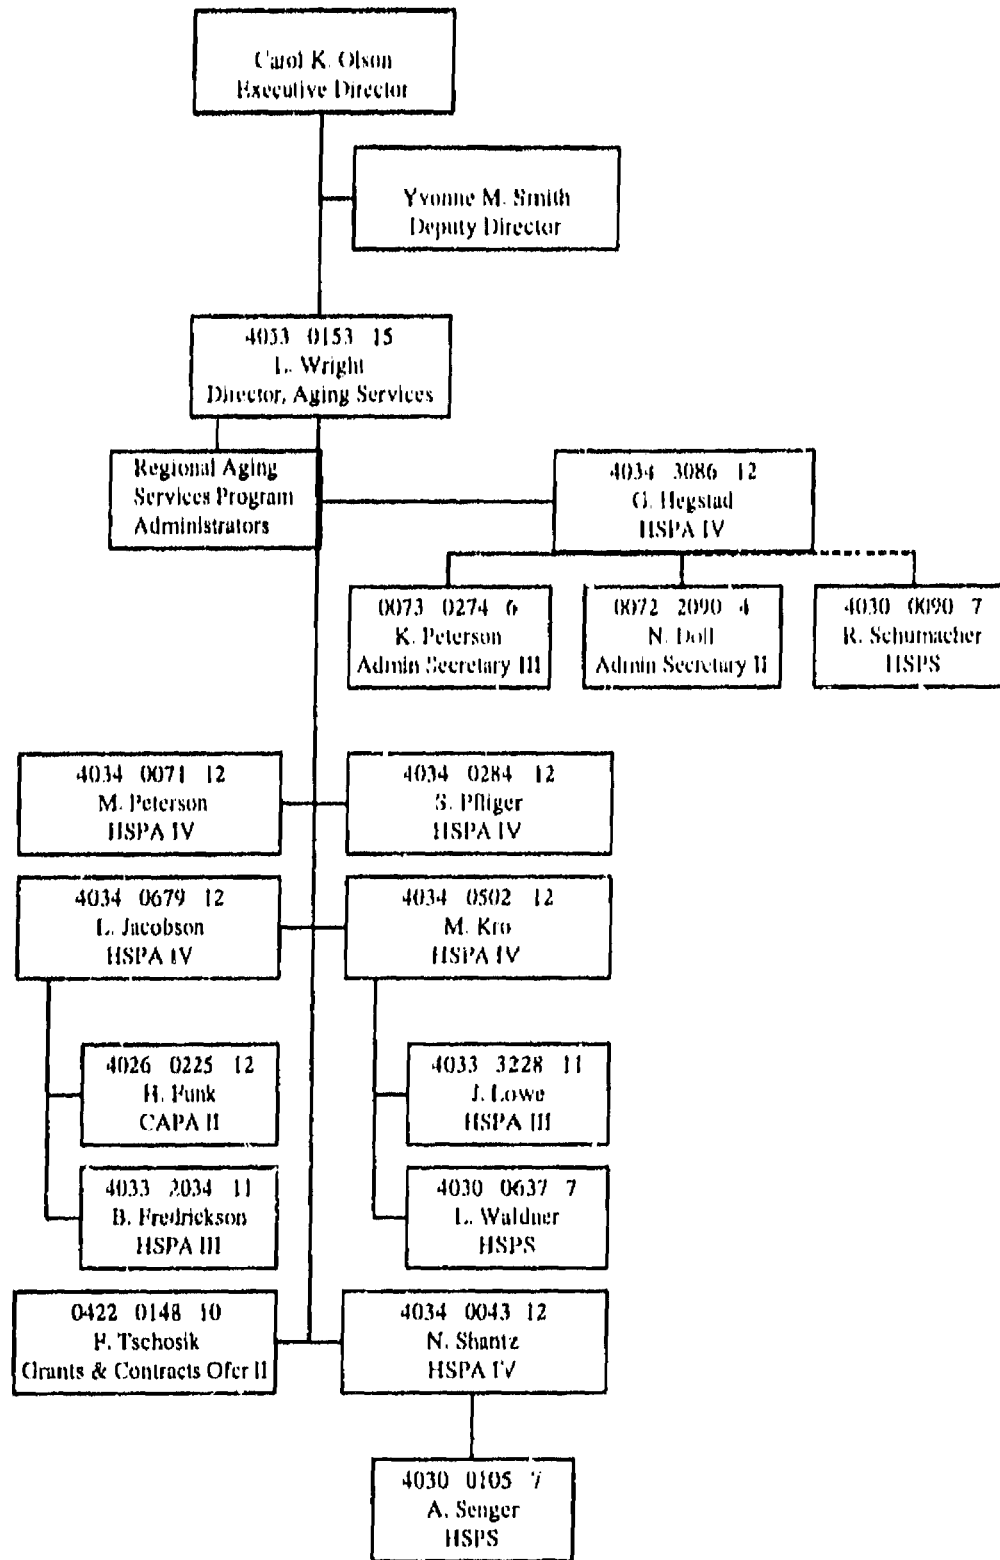 Carol K. Olson
Executive Director
Yvonne M. Smith
Deputy Director
4033 0153 15
L. Wright
Director, Aging Services
Regional Aging
Services Program
Administrators
4034 3086 12
G. Hegstad
HSPA IV
0073 0274 6
K. Peterson
Admin Secretary III
0072 2090 4
N. Doll
Admin Secretary II
4030 0090 7
R. Schumacher
HSPS
4034 0071 12
M. Peterson
HSPA IV
4034 0284 12
S. Pfliger
HSPA IV
4034 0679 12
L. Jacobson
HSPA IV
4034 0502 12
M. Kro
HSPA IV
4026 0225 12
H. Funk
CAPA II
4033 3228 11
J. Lowe
HSPA III
4033 2034 11
B. Fredrickson
HSPA III
4030 0637 7
L. Waldner
HSPS
0422 0148 10
Tschosik
Grants & Contracts Ofcr II
4034 0043 12
N. Shantz
HSPA IV
4030 0105 7
A. Senger
HSPS